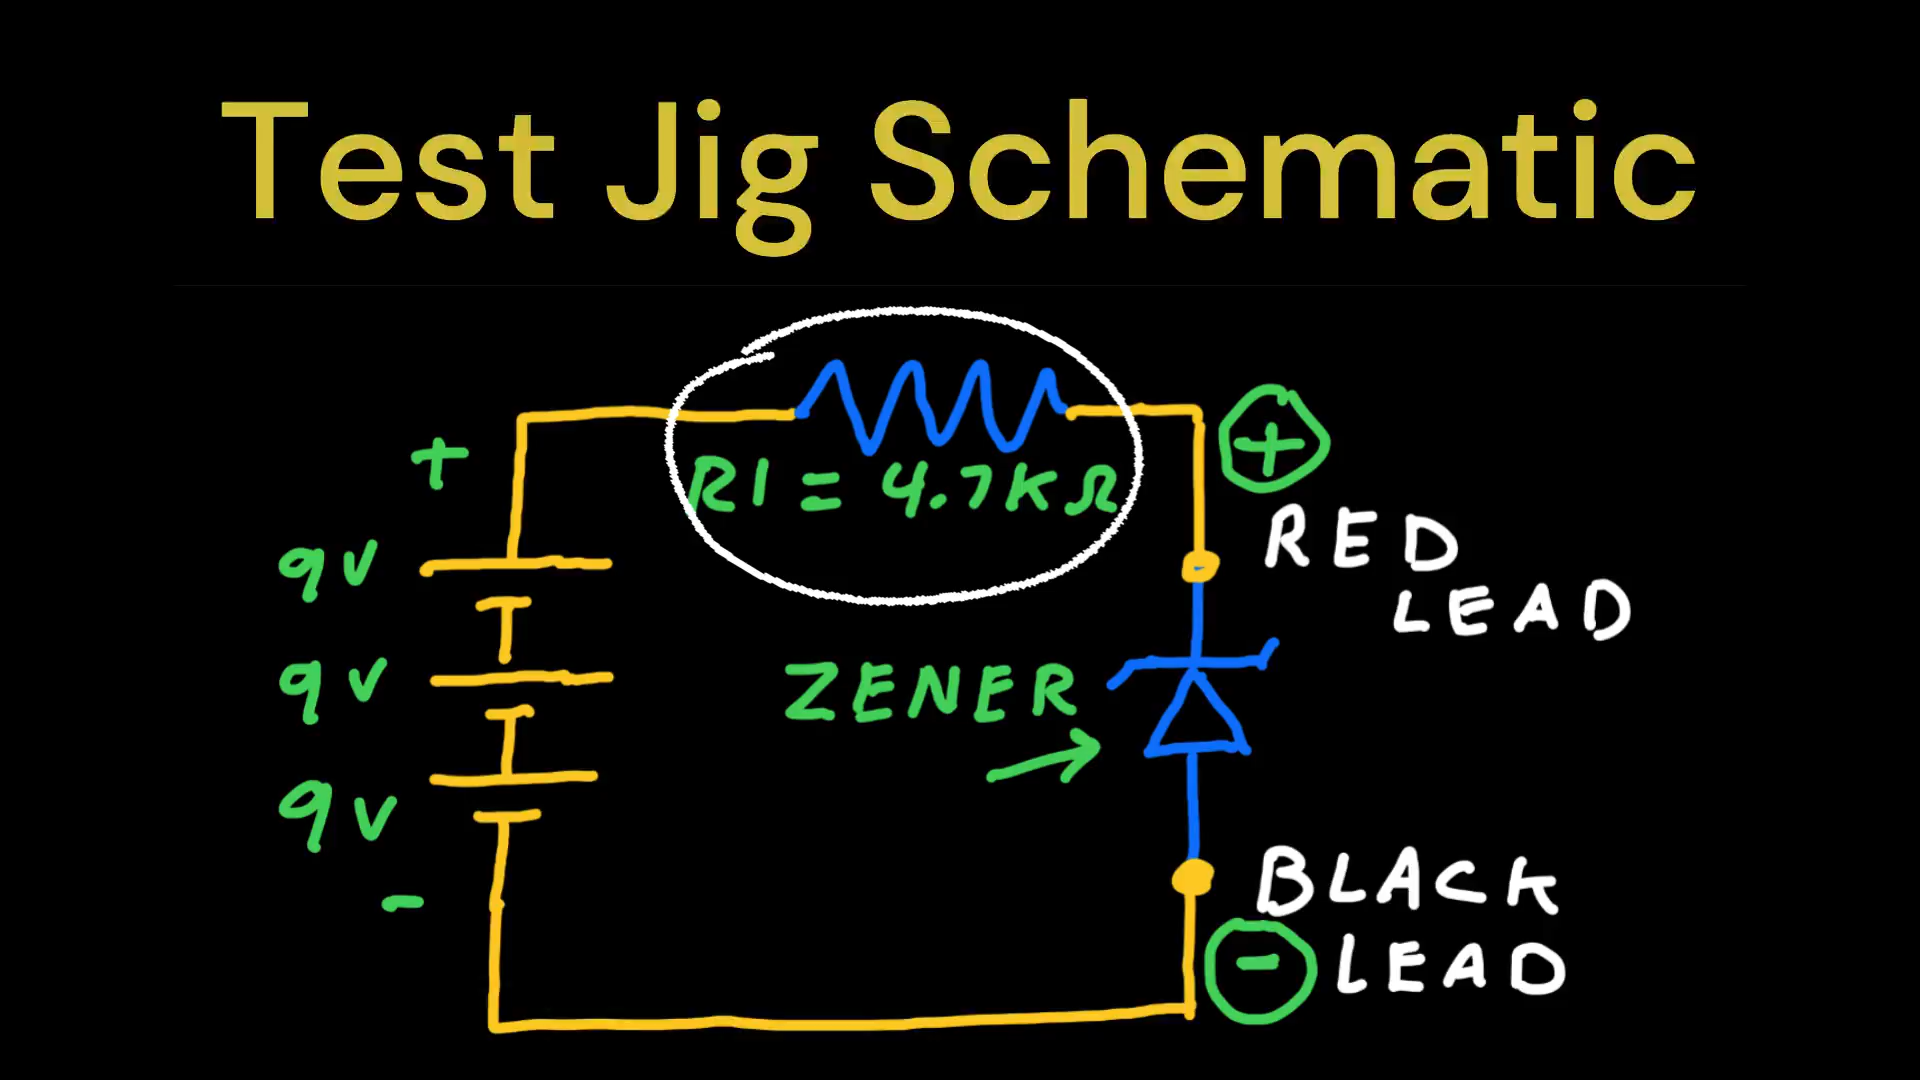 Test Jig Schematic
+
R1 = 4.7KΩ
+
RED
LEAD
9V
9V
ZENER
9V
-
BLACK
- LEAD